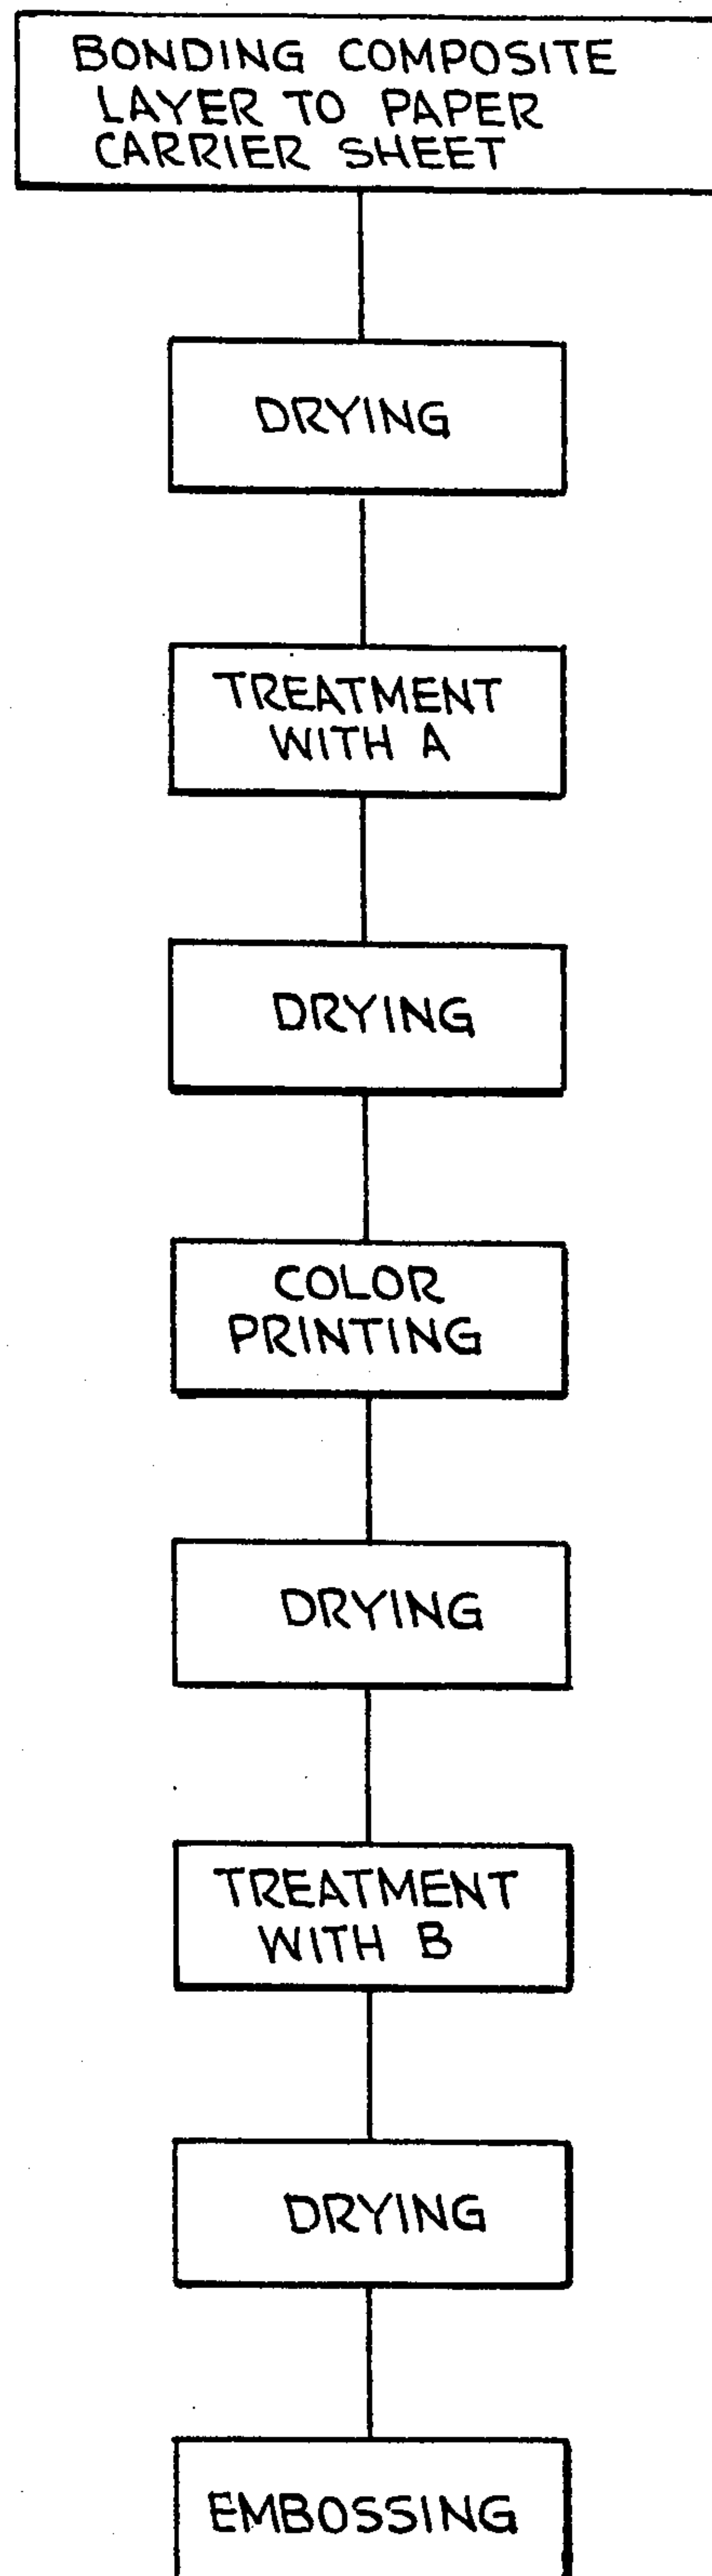 BONDING COMPOSITE
LAYER TO PAPER
CARRIER SHEET
DRYING
TREATMENT
WITH A
DRYING
COLOR
PRINTING
DRYING
TREATMENT
WITH B
DRYING
EMBOSSING